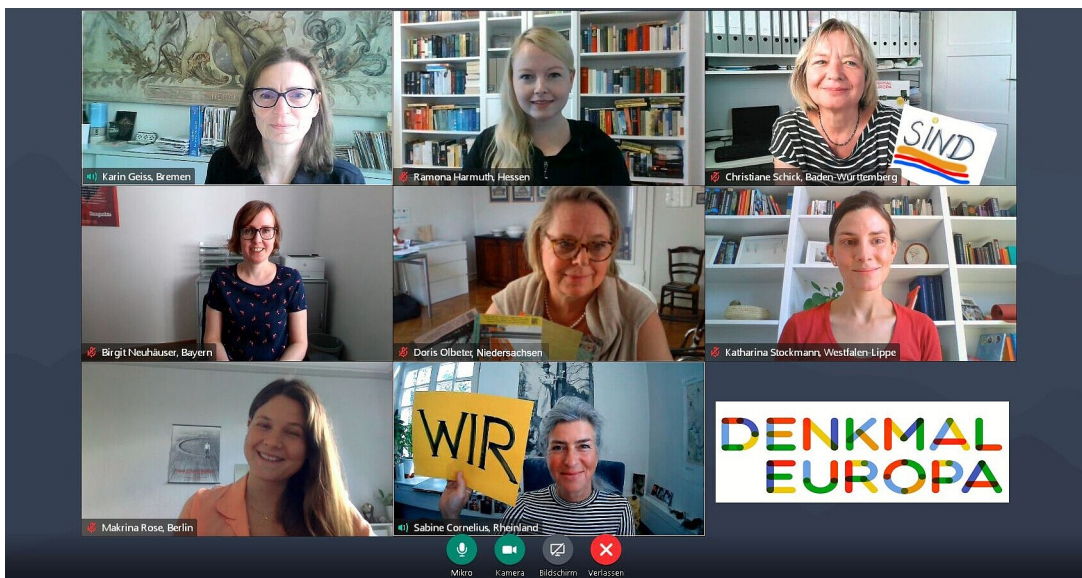 Karin Geiss, Bremen
Ramona Harmuth, Hessen
SIND
Christiane Schick, Baden-Württemberg
Birgit Neuhäuser, Bayern
Doris Olbeter, Niedersachsen
Katharina Stockmann, Westfalen-Lippe
Makrina Rose, Berlin
WIR
Sabine Cornelius, Rheinland
DENKMAL
EUROPA
Mikro
Kamera
Bildschirm
Verlassen